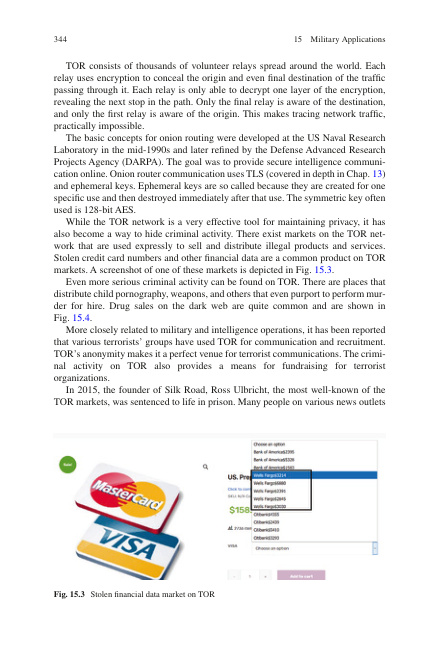 344
15 Military Applications
TOR consists of thousands of volunteer relays spread around the world. Each
relay uses encryption to conceal the origin and even final destination of the traffic
passing through it. Each relay is only able to decrypt one layer of the encryption,
revealing the next stop in the path. Only the final relay is aware of the destination,
and only the first relay is aware of the origin. This makes tracing network traffic,
practically impossible.
The basic concepts for onion routing were developed at the US Naval Research
Laboratory in the mid-1990s and later refined by the Defense Advanced Research
Projects Agency (DARPA). The goal was to provide secure intelligence communi-
cation online. Onion router communication uses TLS (covered in depth in Chap. 13)
and ephemeral keys. Ephemeral keys are so called because they are created for one
specific use and then destroyed immediately after that use. The symmetric key often
used is 128-bit AES.
While the TOR network is a very effective tool for maintaining privacy, it has
also become a way to hide criminal activity. There exist markets on the TOR net-
work that are used expressly to sell and distribute illegal products and services.
Stolen credit card numbers and other financial data are a common product on TOR
markets. A screenshot of one of these markets is depicted in Fig. 15.3.
Even more serious criminal activity can be found on TOR. There are places that
distribute child pornography, weapons, and others that even purport to perform mur-
der for hire. Drug sales on the dark web are quite common and are shown in
Fig. 15.4.
More closely related to military and intelligence operations, it has been reported
that various terrorists' groups have used TOR for communication and recruitment.
TOR's anonymity makes it a perfect venue for terrorist communications. The crimi-
nal activity on TOR also provides a means for fundraising for terrorist
organizations.
In 2015, the founder of Silk Road, Ross Ulbricht, the most well-known of the
TOR markets, was sentenced to life in prison. Many people on various news outlets
Sale!
MasterCard
VISA
Choose an option
Bank of America
Bank of America
Bank of America
US. Pre
Wells Fargo
Wells Fargo
Wells Fargo
Wells Fargo
Wells Fargo
$158
Citibank
Citibank
Citibank
Citibank
VISA
Choose an option
Add to cart
Fig. 15.3 Stolen financial data market on TOR